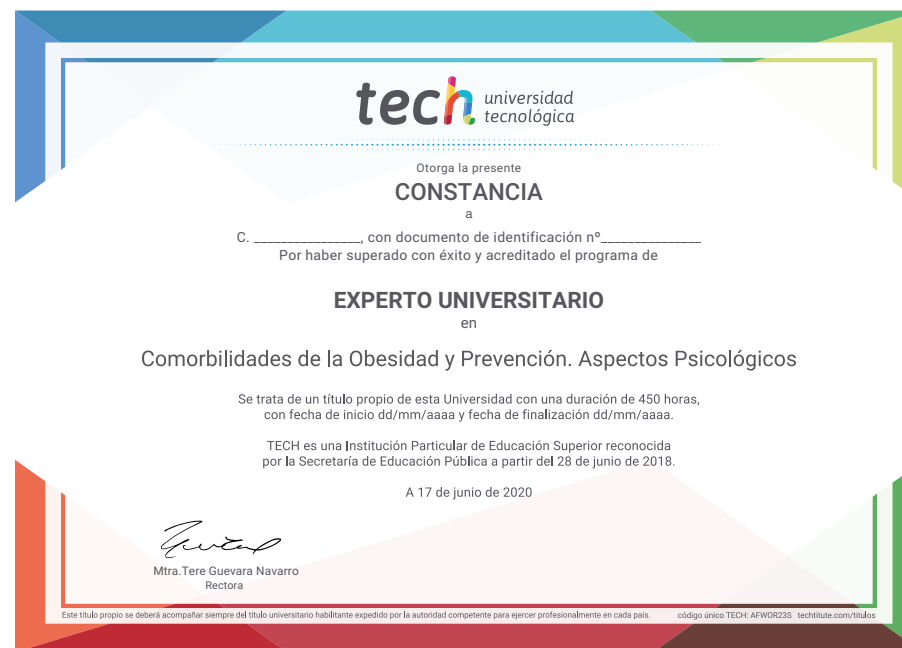 tech universidad
tecnológica
Otorga la presente
CONSTANCIA
a
C. ________________, con documento de identificación nº_______________
Por haber superado con éxito y acreditado el programa de
EXPERTO UNIVERSITARIO
en
Comorbilidades de la Obesidad y Prevención. Aspectos Psicológicos
Se trata de un título propio de esta Universidad con una duración de 450 horas,
con fecha de inicio dd/mm/aaaa y fecha de finalización dd/mm/aaaa.
TECH es una Institución Particular de Educación Superior reconocida
por la Secretaría de Educación Pública a partir del 28 de junio de 2018.
A 17 de junio de 2020
Mtra.Tere Guevara Navarro
Rectora
Este título propio se deberá acompañar siempre del título universitario habilitante expedido por la autoridad competente para ejercer profesionalmente en cada país. código único TECH: AFWOR23S techtitute.com/titulos